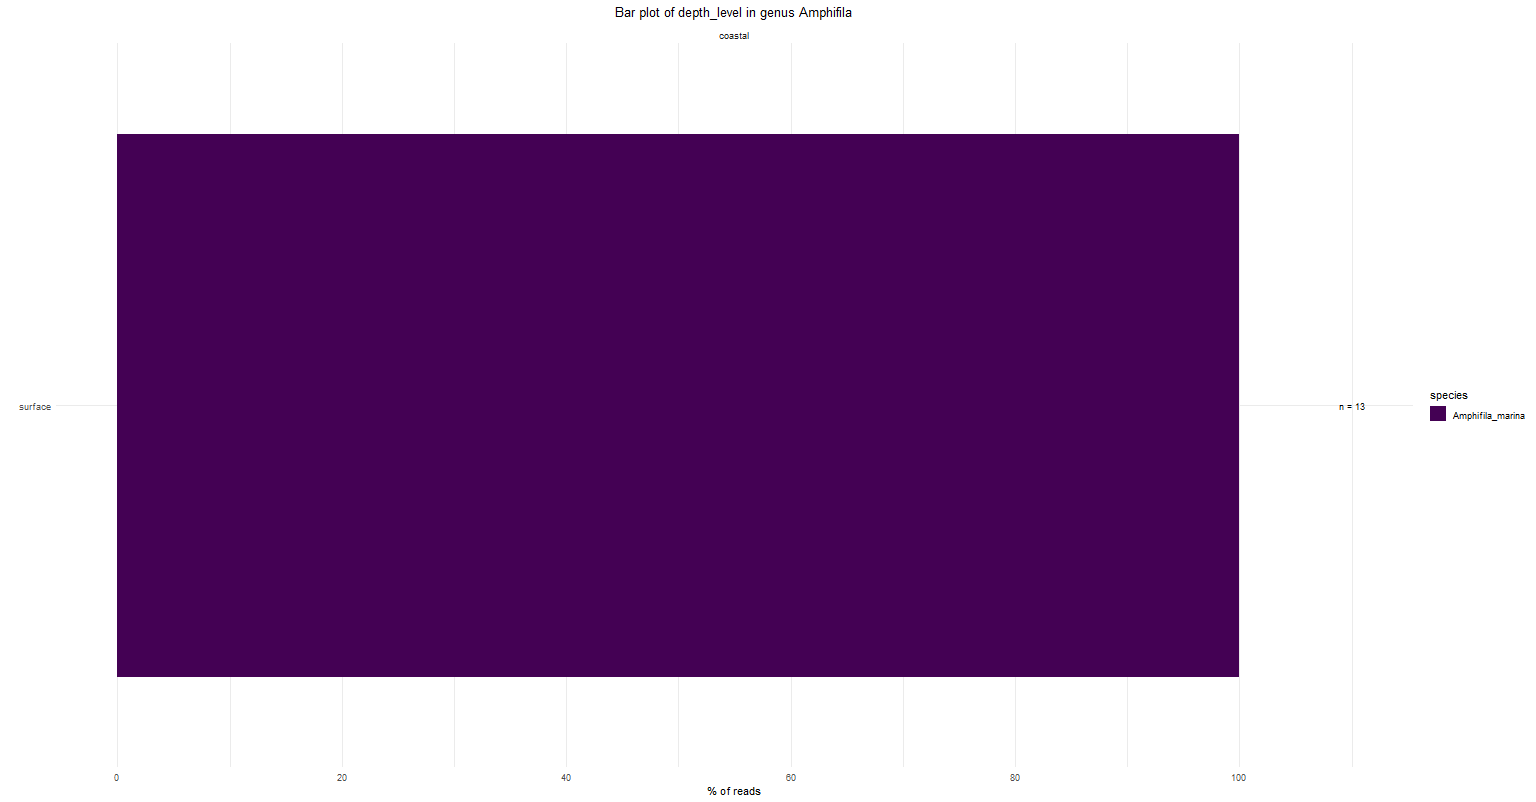 Bar plot of depth_level in genus Amphifila
coastal
surface
n = 13
species
Amphifila_marina
0
20
40
60
80
100
% of reads